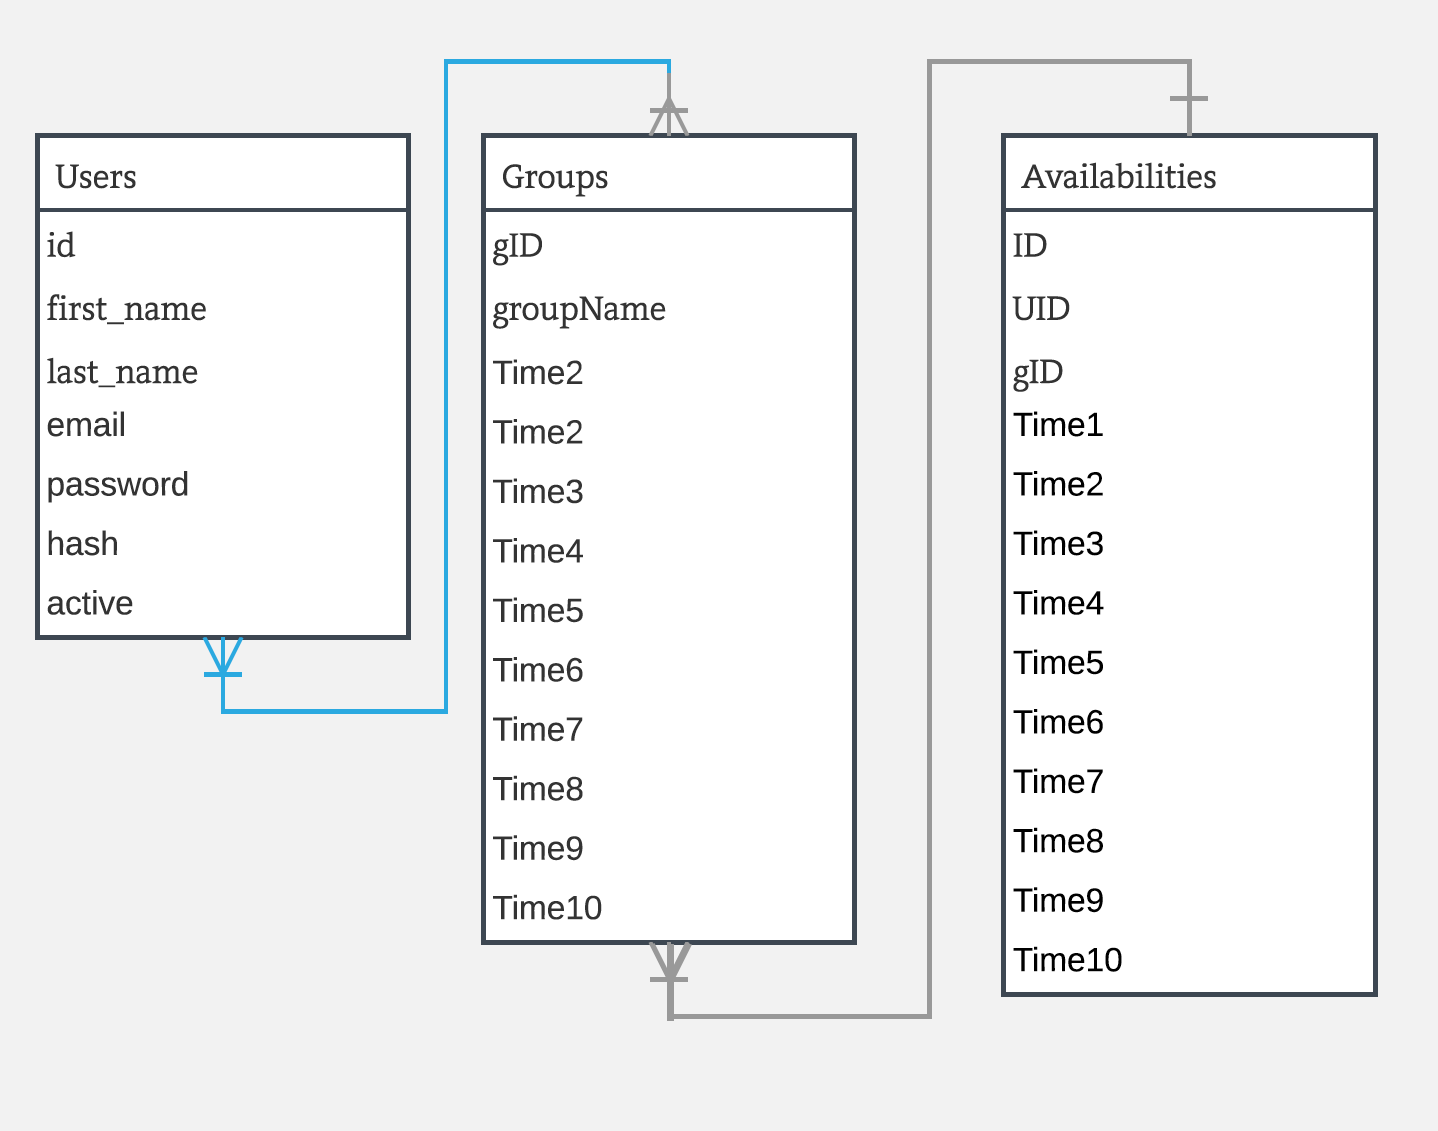 Users
id
first_name
last_name
email
password
hash
active
Groups
gID
groupName
Time2
Time2
Time3
Time4
Time5
Time6
Time7
Time8
Time9
Time10
Availabilities
ID
UID
gID
Time1
Time2
Time3
Time4
Time5
Time6
Time7
Time8
Time9
Time10